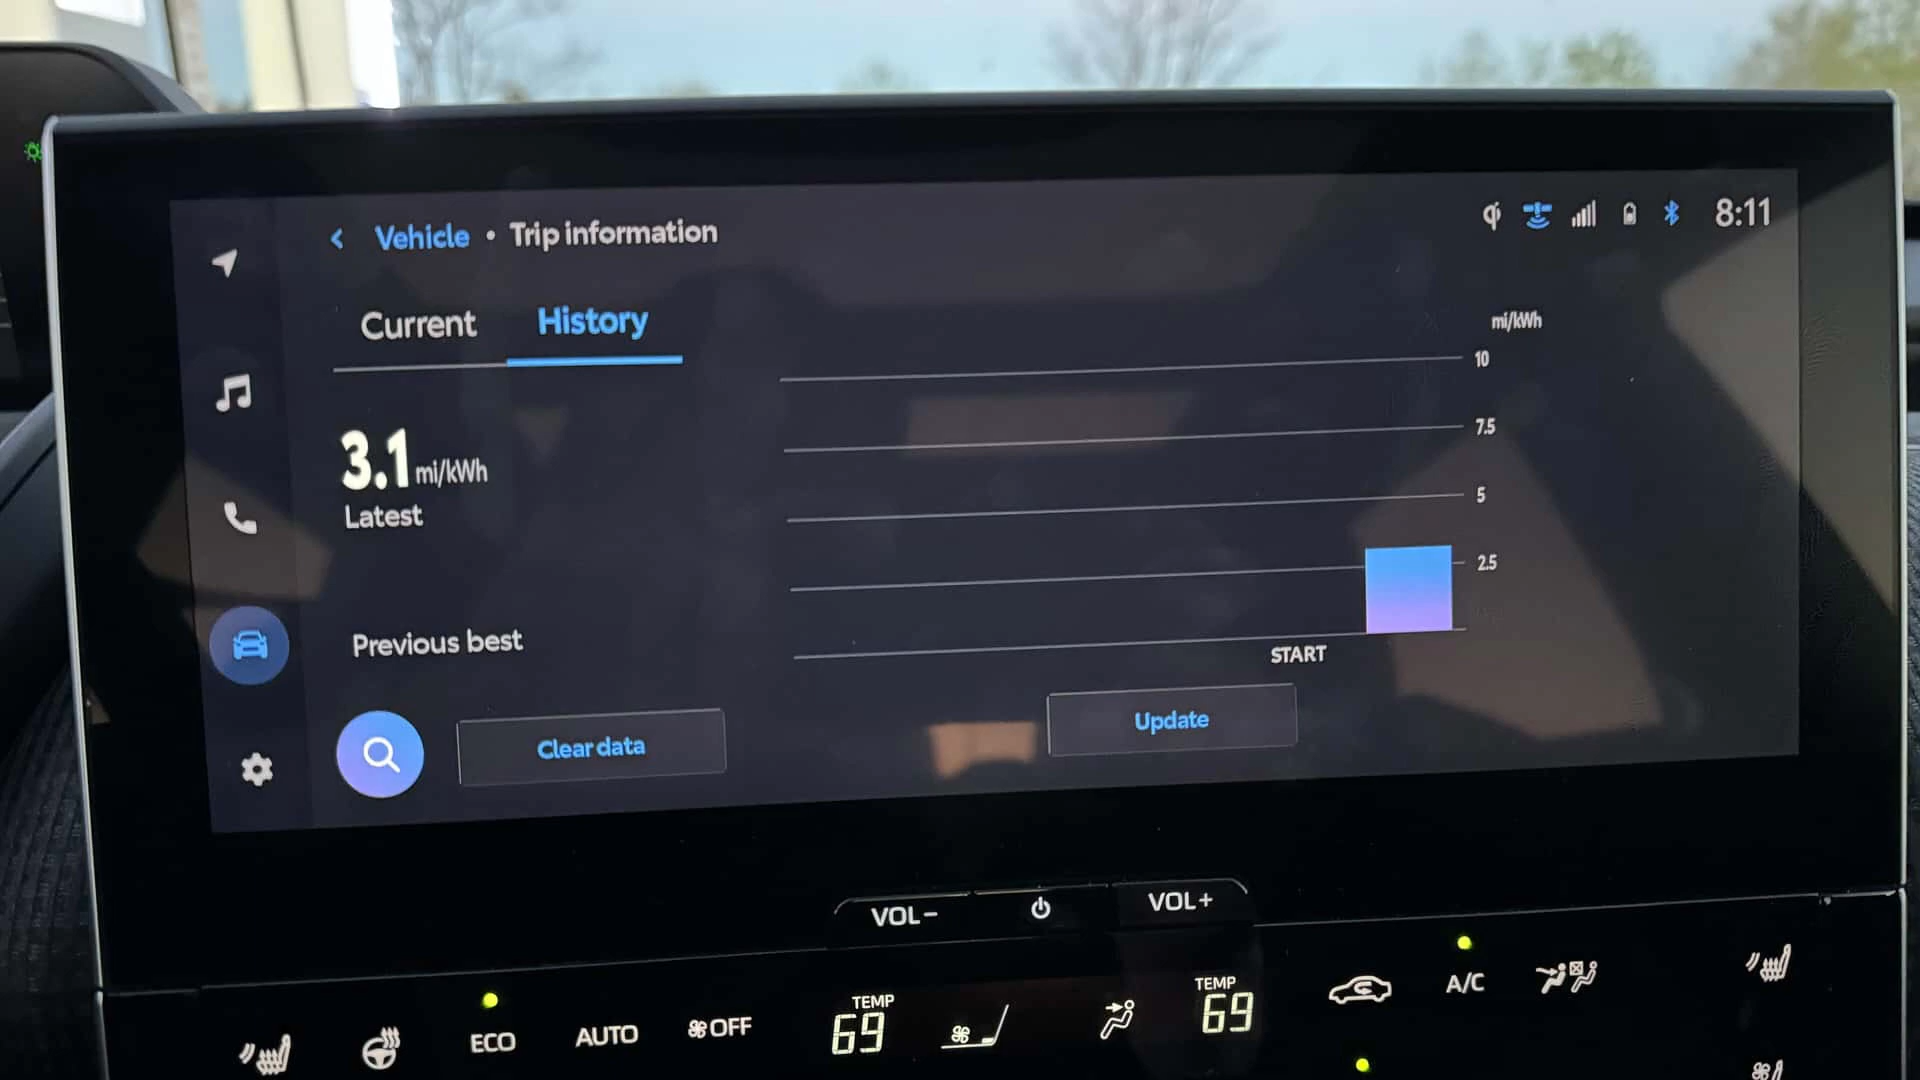 Vehicle • Trip information
8:11
Current History
mi/kWh
10
7.5
5
2.5
3.1 mi/kWh
Latest
Previous best
START
Clear data
Update
VOL− VOL+
ECO AUTO OFF
TEMP
69
TEMP
69
A/C